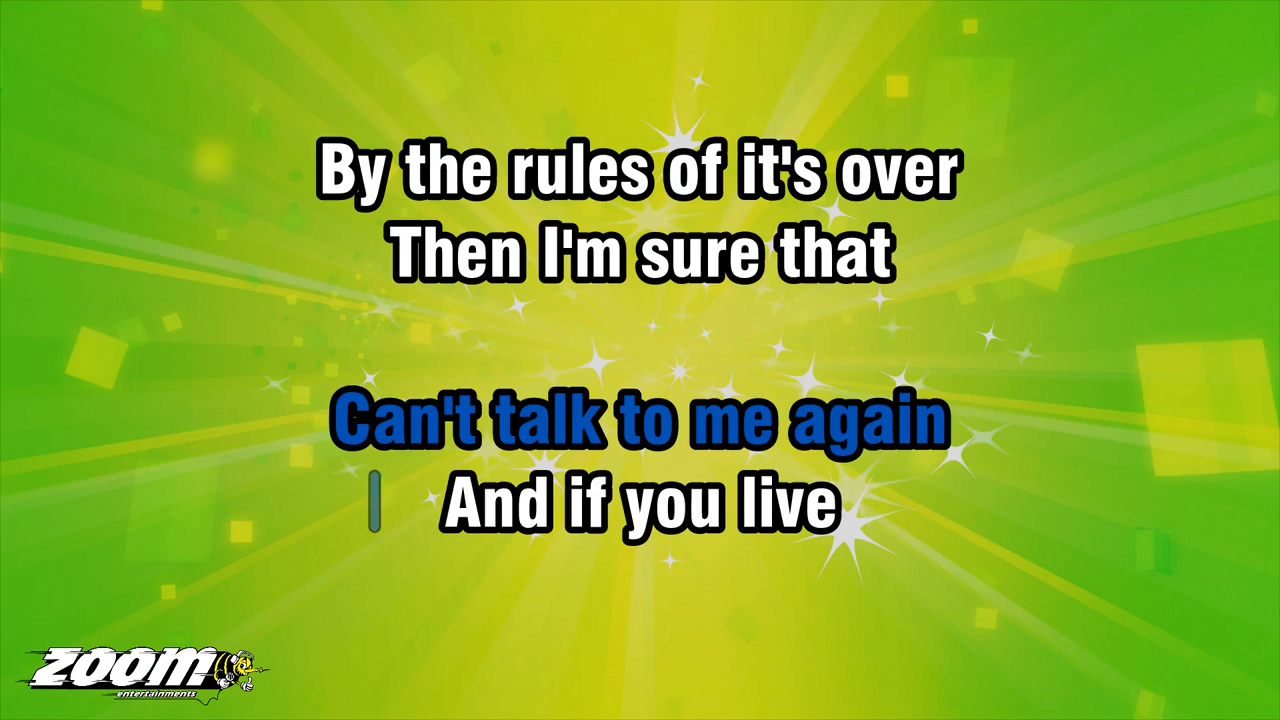 By the rules of it's over
Then I'm sure that
Can't talk to me again
And if you live
zoom
entertainments